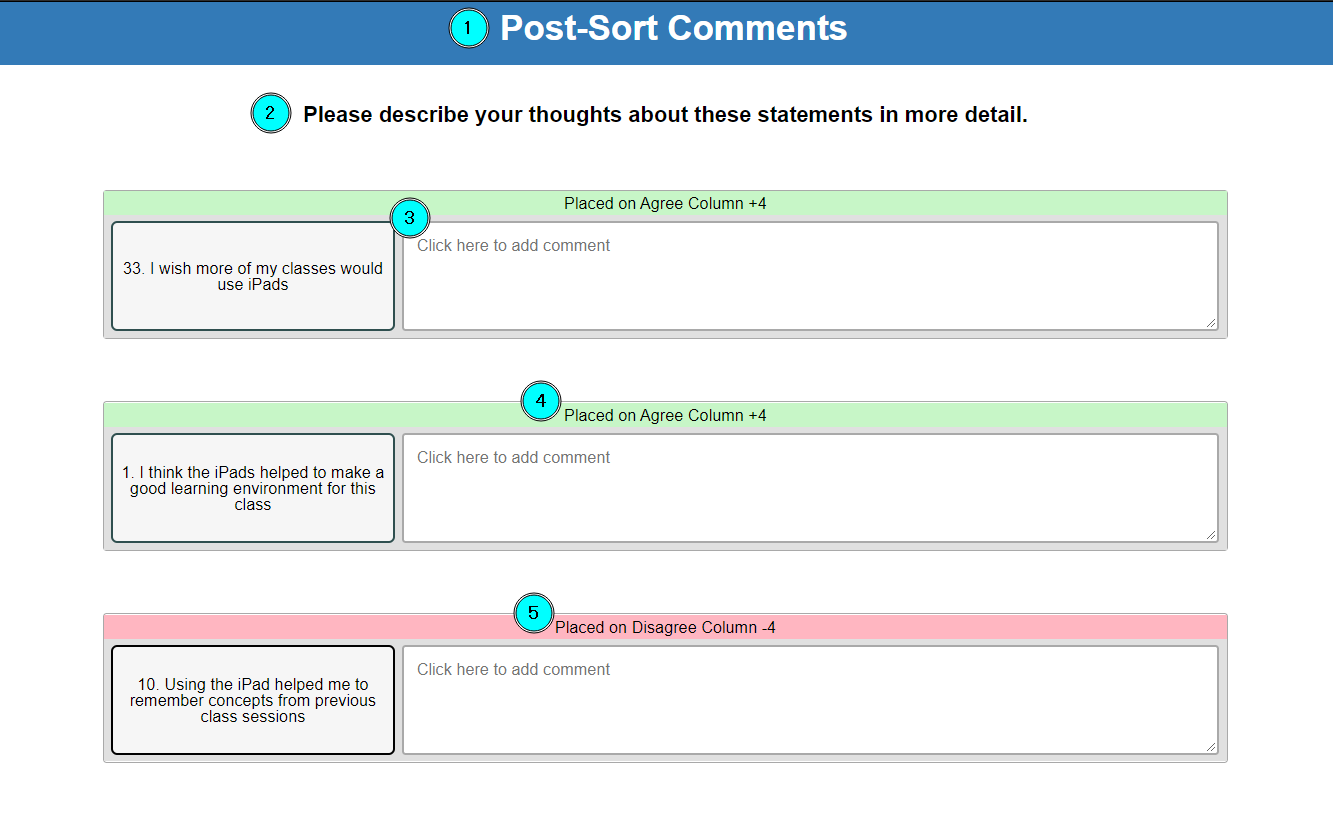 1 Post-Sort Comments
2 Please describe your thoughts about these statements in more detail.
Placed on Agree Column +4
3
33. I wish more of my classes would
use iPads
Click here to add comment
4 Placed on Agree Column +4
1. I think the iPads helped to make a
good learning environment for this
class
Click here to add comment
5 Placed on Disagree Column -4
10. Using the iPad helped me to
remember concepts from previous
class sessions
Click here to add comment